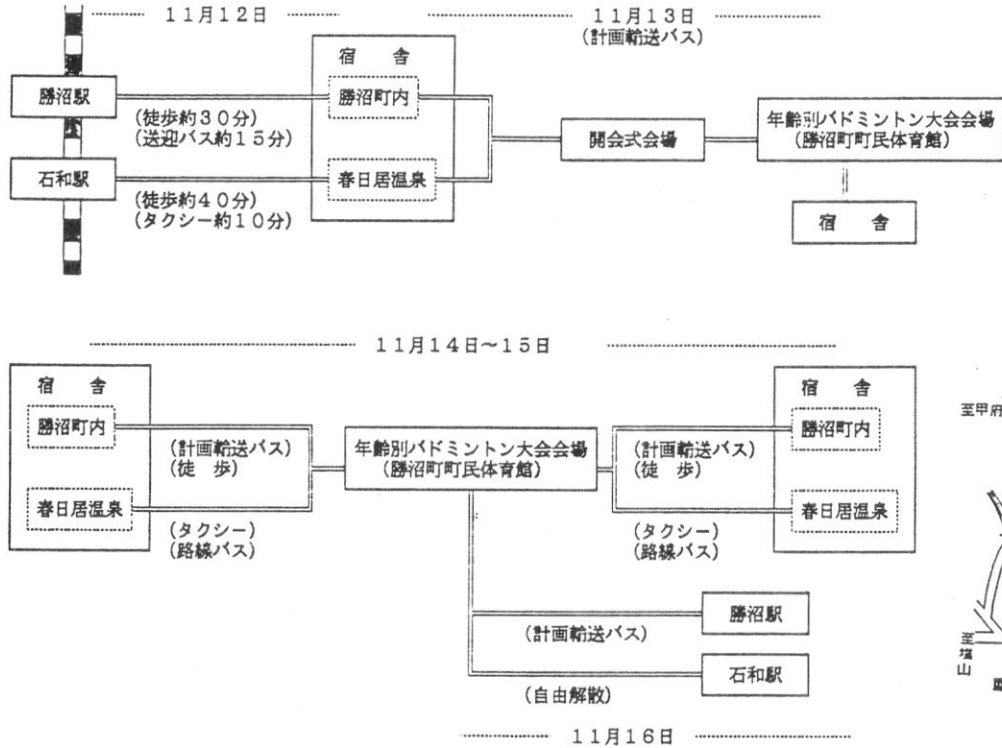 11月12日
11月13日
(計画輸送バス)
宿 舎
勝沼駅
(徒歩約30分)
(送迎バス約15分)
勝沼町内
石和駅
(徒歩約40分)
(タクシー約10分)
春日居温泉
開会式会場
年齢別バドミントン大会会場
(勝沼町町民体育館)
宿 舎
11月14日~15日
宿 舎
勝沼町内
春日居温泉
(計画輸送バス)
(徒 歩)
(タクシー)
(路線バス)
年齢別バドミントン大会会場
(勝沼町町民体育館)
(計画輸送バス)
(徒 歩)
(タクシー)
(路線バス)
宿 舎
勝沼町内
春日居温泉
(計画輸送バス)
勝沼駅
(自由解散)
石和駅
11月16日
至甲府
至塩山